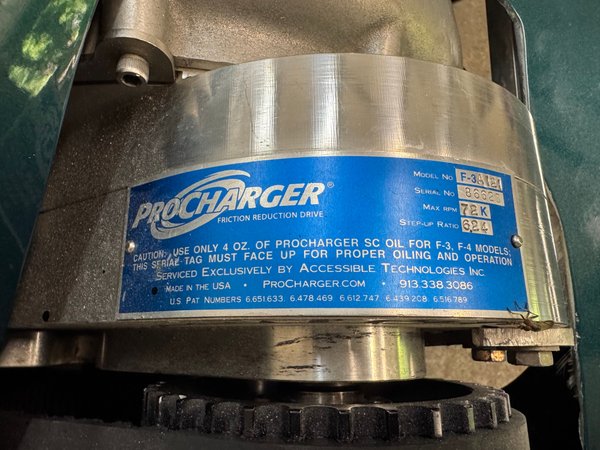 PROCHARGER®
FRICTION REDUCTION DRIVE
MODEL NO
SERIAL NO
MAX RPM 72K
STEP-UP RATIO 624
CAUTION: USE ONLY 4 OZ. OF PROCHARGER SC OIL FOR F-3, F-4 MODELS;
THIS SERIAL TAG MUST FACE UP FOR PROPER OILING AND OPERATION
SERVICED EXCLUSIVELY BY ACCESSIBLE TECHNOLOGIES INC
MADE IN THE USA • PROCHARGER.COM • 913.338.3086
U.S PAT NUMBERS 6.651.633 6.478.469 6.612.747 6.439.208 6.516.789